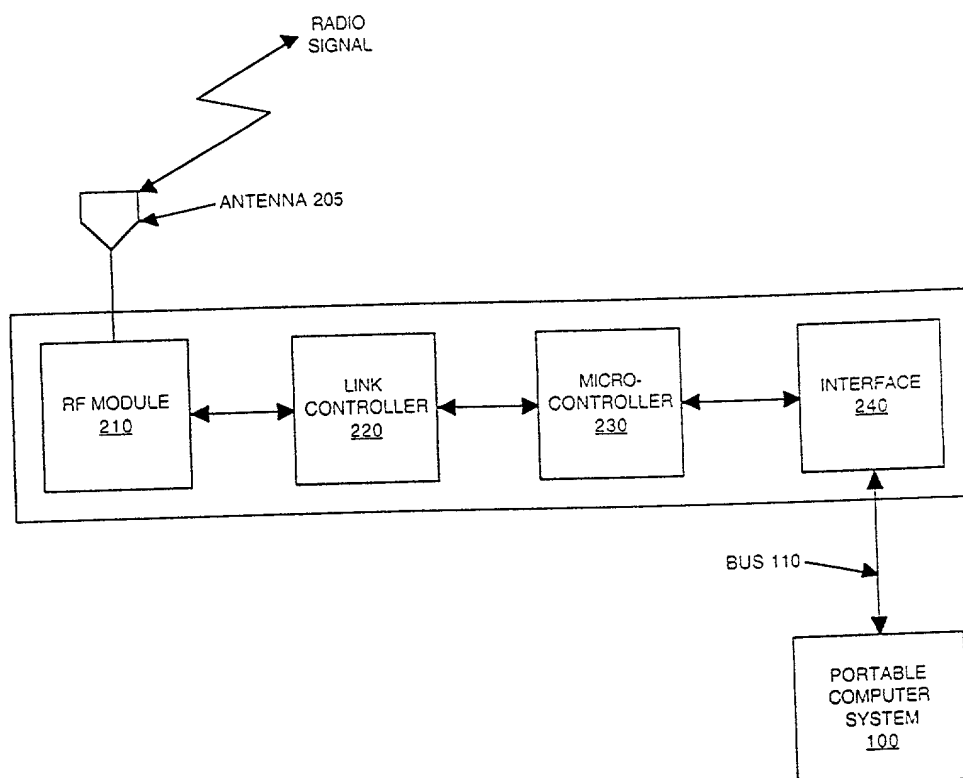 RADIO
SIGNAL
ANTENNA 205
RF MODULE
210
LINK
CONTROLLER
220
MICRO-
CONTROLLER
230
INTERFACE
240
BUS 110
PORTABLE
COMPUTER
SYSTEM
100